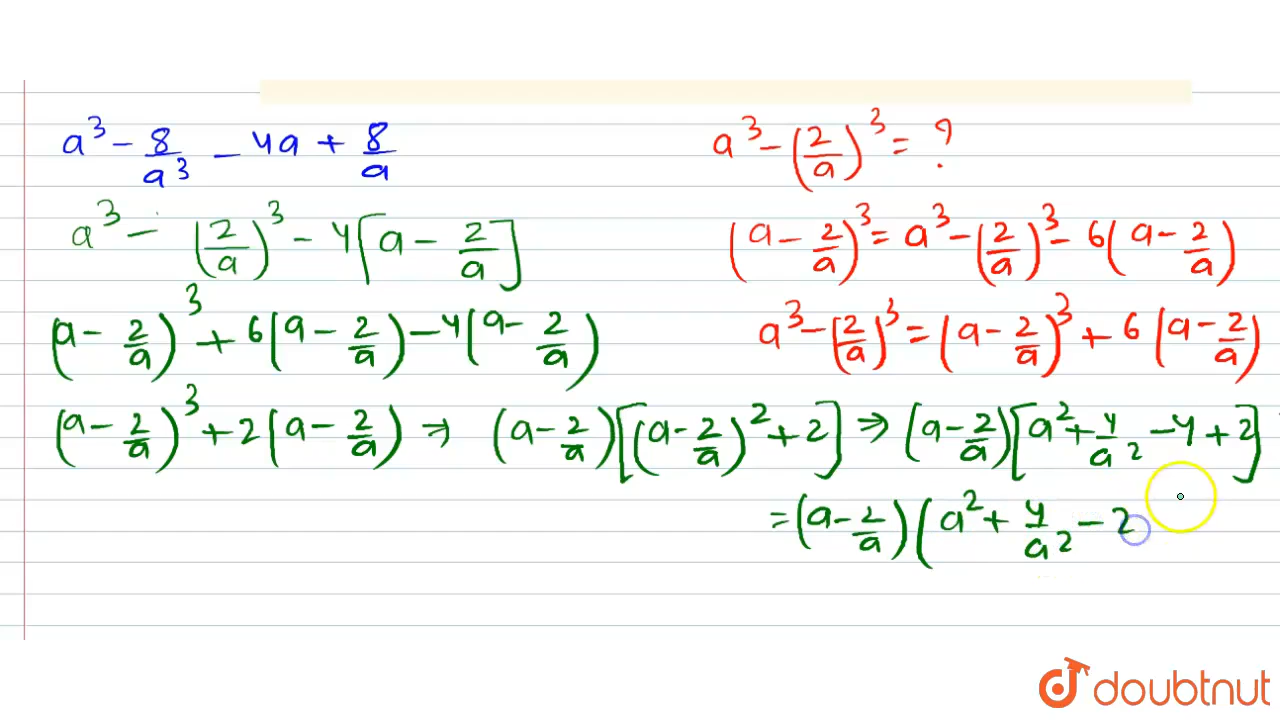 a³ - 8/a³ - 4a + 8/a
a³ - (2/a)³ = ?
a³ - (2/a)³ - 4[a - 2/a]
(a - 2/a)³ = a³ - (2/a)³ - 6(a - 2/a)
(a - 2/a)³ + 6(a - 2/a) - 4(a - 2/a)
a³ - (2/a)³ = (a - 2/a)³ + 6(a - 2/a)
(a - 2/a)³ + 2(a - 2/a) ⇒ (a - 2/a)[(a - 2/a)² + 2] ⇒ (a - 2/a)[a² + 4/a² - 4 + 2]
= (a - 2/a)(a² + 4/a² - 2
doubtnut